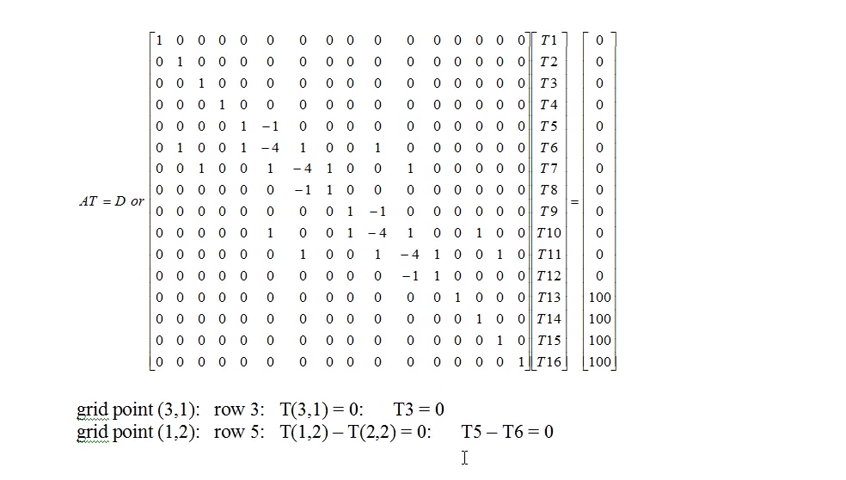 1 0 0 0 0 0 0 0 0 0 0 0 0 0 0 0 T1 0
0 1 0 0 0 0 0 0 0 0 0 0 0 0 0 0 T2 0
0 0 1 0 0 0 0 0 0 0 0 0 0 0 0 0 T3 0
0 0 0 1 0 0 0 0 0 0 0 0 0 0 0 0 T4 0
0 0 0 0 1 −1 0 0 0 0 0 0 0 0 0 0 T5 0
0 1 0 0 1 −4 1 0 0 1 0 0 0 0 0 0 T6 0
0 0 1 0 0 1 −4 1 0 0 1 0 0 0 0 0 T7 0
0 0 0 0 0 0 −1 1 0 0 0 0 0 0 0 0 T8 0
AT = D or =
0 0 0 0 0 0 0 0 1 −1 0 0 0 0 0 0 T9 0
0 0 0 0 0 1 0 0 1 −4 1 0 0 1 0 0 T10 0
0 0 0 0 0 0 1 0 0 1 −4 1 0 0 1 0 T11 0
0 0 0 0 0 0 0 0 0 0 −1 1 0 0 0 0 T12 0
0 0 0 0 0 0 0 0 0 0 0 0 1 0 0 0 T13 100
0 0 0 0 0 0 0 0 0 0 0 0 0 1 0 0 T14 100
0 0 0 0 0 0 0 0 0 0 0 0 0 0 1 0 T15 100
0 0 0 0 0 0 0 0 0 0 0 0 0 0 0 1 T16 100
grid point (3,1): row 3: T(3,1) = 0: T3 = 0
grid point (1,2): row 5: T(1,2) – T(2,2) = 0: T5 – T6 = 0